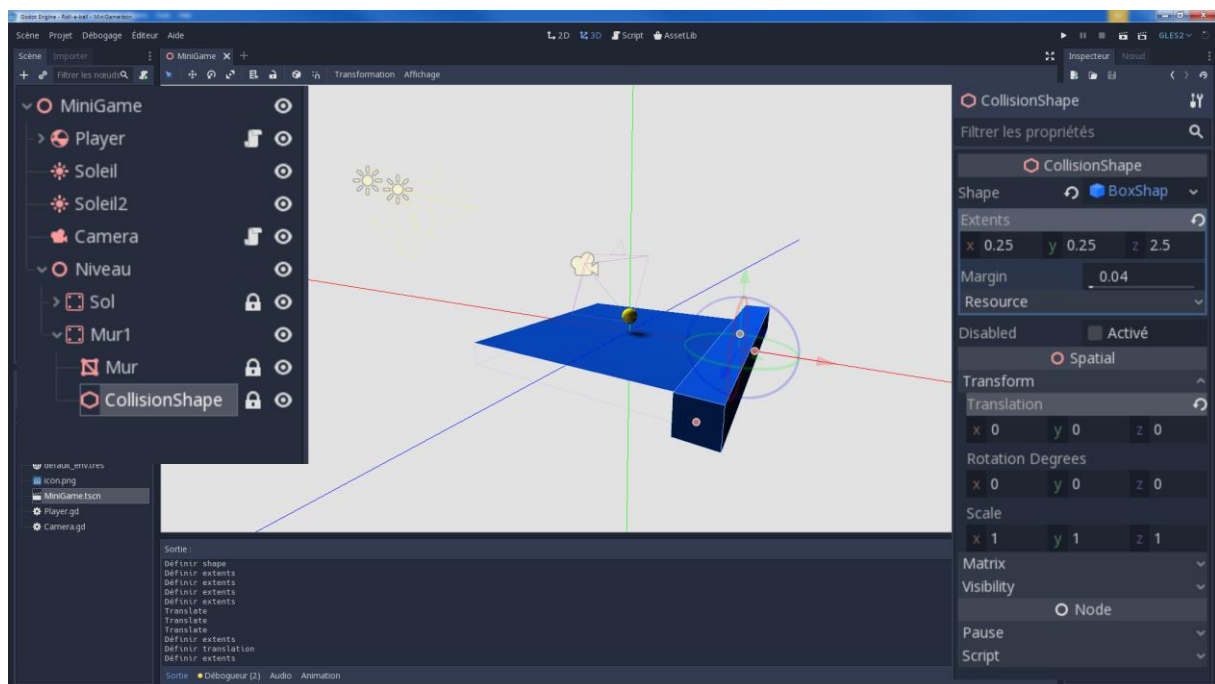 Godot Engine - Roll-a-ball - MiniGame.tscn
Scène Projet Débogage Éditeur Aide
2D 3D Script AssetLib
GLES2
Scène Importer
MiniGame
Inspecteur Nœud
Filtrer les nœuds
Transformation Affichage
MiniGame
Player
Soleil
Soleil2
Camera
Niveau
Sol
Mur1
Mur
CollisionShape
default_env.tres
icon.png
MiniGame.tscn
Player.gd
Camera.gd
Sortie :
Définir shape
Définir extents
Définir extents
Définir extents
Définir extents
Translate
Translate
Translate
Définir extents
Définir translation
Définir extents
Sortie Débogueur (2) Audio Animation
CollisionShape
Filtrer les propriétés
CollisionShape
Shape BoxShap
Extents
x 0.25 y 0.25 z 2.5
Margin 0.04
Resource
Disabled Activé
Spatial
Transform
Translation
x 0 y 0 z 0
Rotation Degrees
x 0 y 0 z 0
Scale
x 1 y 1 z 1
Matrix
Visibility
Node
Pause
Script